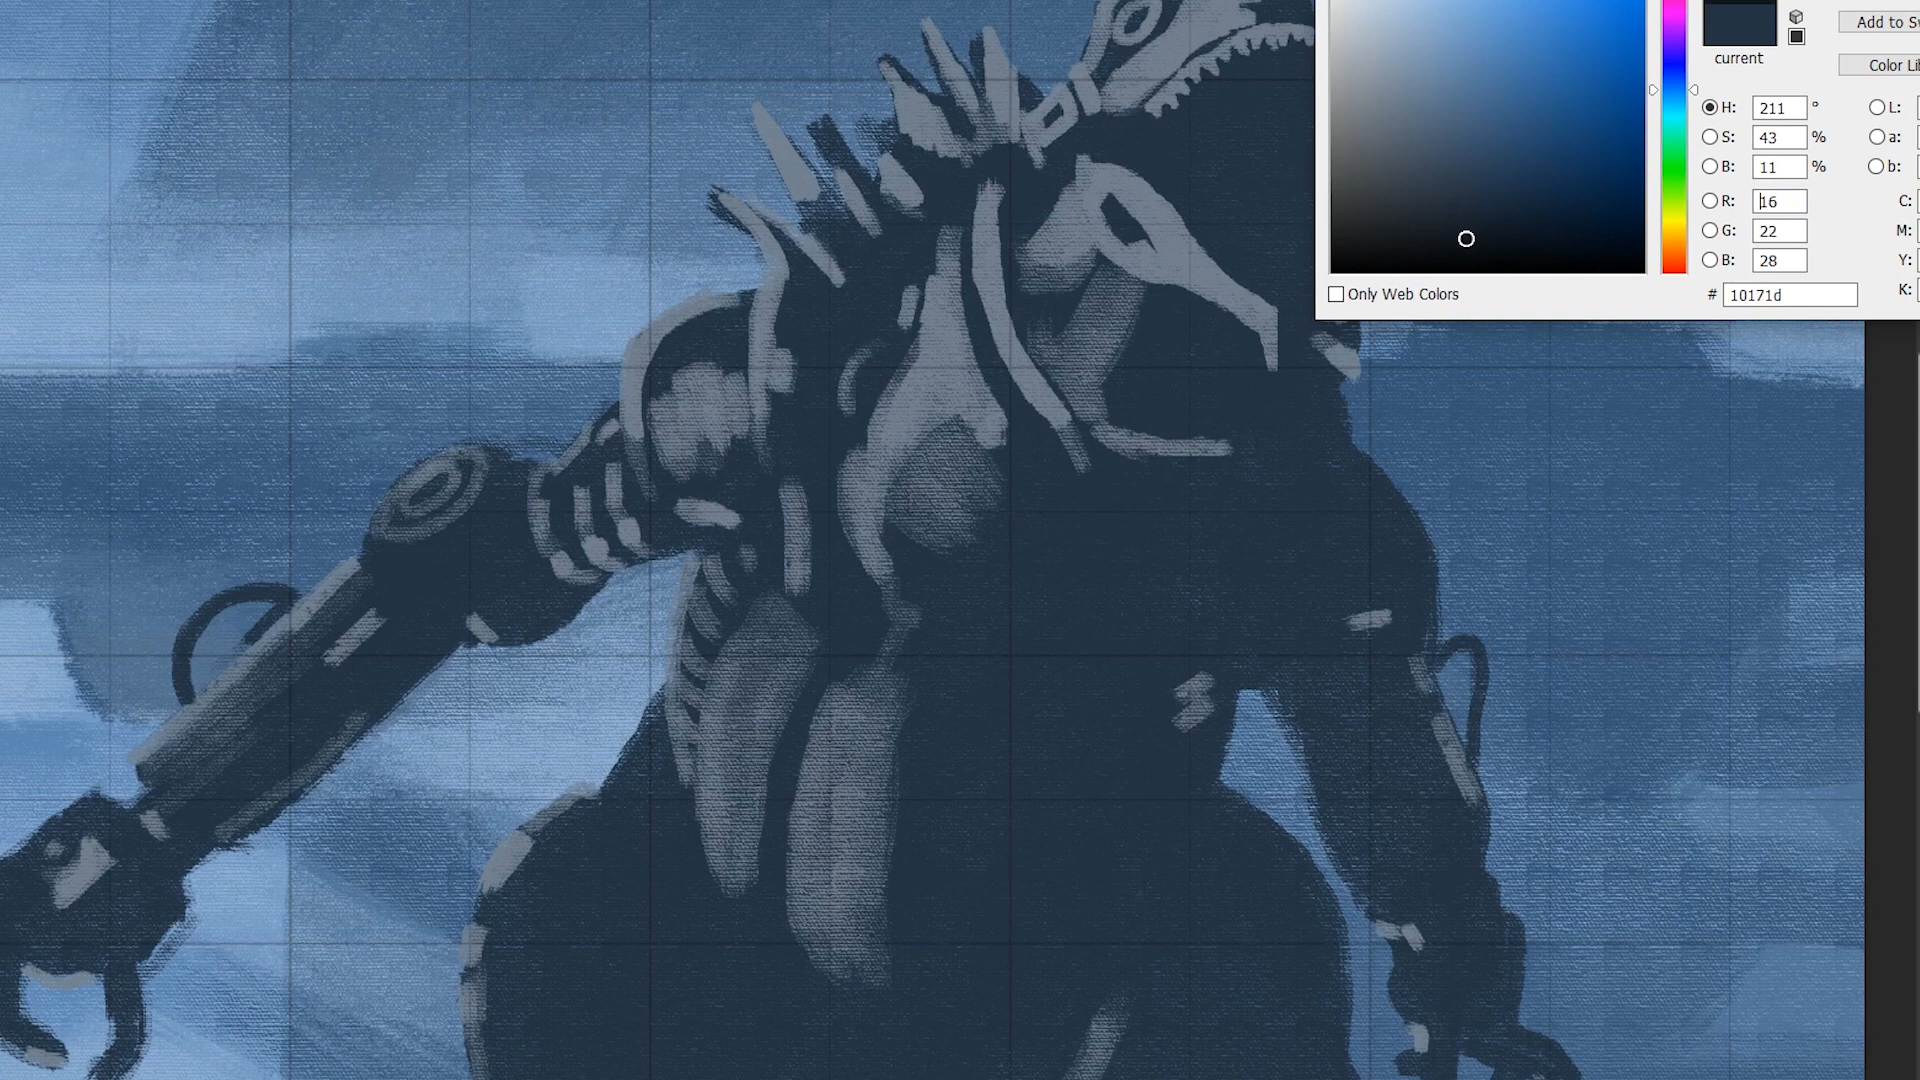 Add to S
current
Color Li
H: 211 °
L:
S: 43 %
a:
B: 11 %
b:
R: 16
C:
G: 22
M:
B: 28
Y:
# 10171d
K:
Only Web Colors